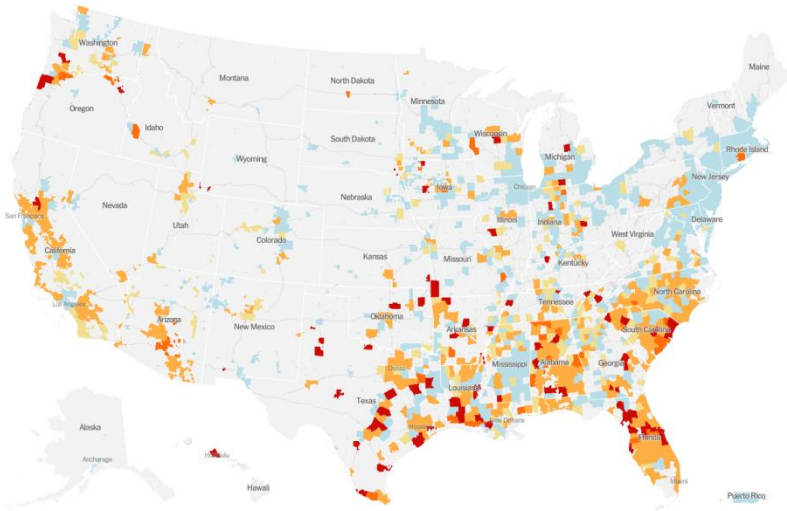 Washington
Maine
Montana
North Dakota
Minnesota
Oregon
Vermont
Idaho
Wisconsin
South Dakota
Michigan
Rhode Island
Wyoming
New Jersey
Iowa
Chicago
Nebraska
Nevada
San Francisco
Illinois
Indiana
Delaware
Utah
Colorado
West Virginia
California
Kansas
Missouri
Kentucky
Los Angeles
North Carolina
Tennessee
Oklahoma
Arizona
New Mexico
Arkansas
South Carolina
Mississippi
Alabama
Georgia
Dallas
Louisiana
Texas
New Orleans
Houston
Alaska
Florida
Honolulu
Anchorage
Miami
Hawaii
Puerto Rico